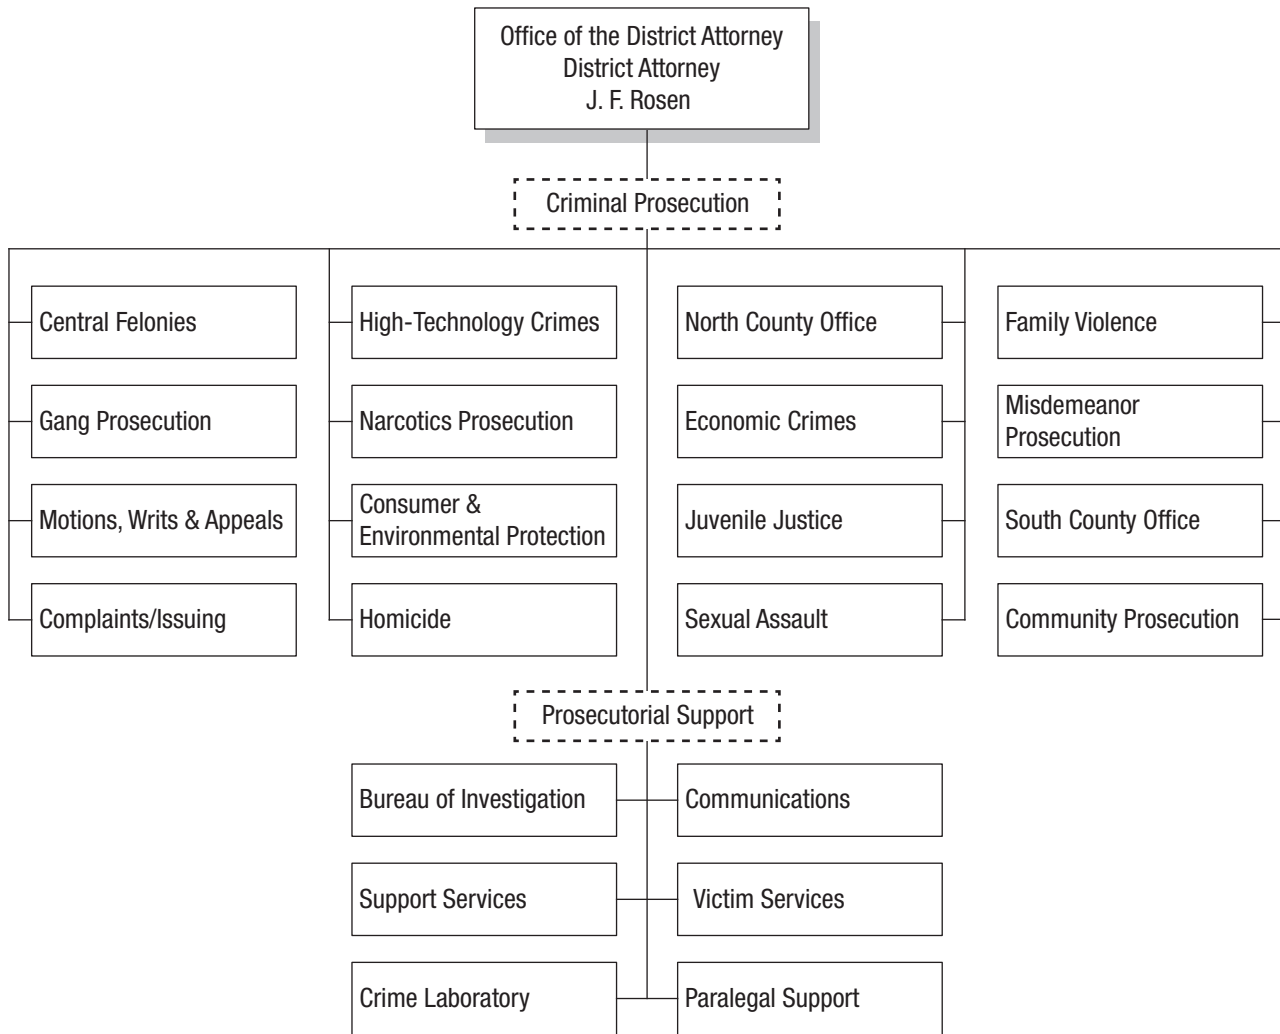 Office of the District Attorney
District Attorney
J. F. Rosen
Criminal Prosecution
Central Felonies
High-Technology Crimes
North County Office
Family Violence
Gang Prosecution
Narcotics Prosecution
Economic Crimes
Misdemeanor
Prosecution
Motions, Writs & Appeals
Consumer &
Environmental Protection
Juvenile Justice
South County Office
Complaints/Issuing
Homicide
Sexual Assault
Community Prosecution
Prosecutorial Support
Bureau of Investigation
Communications
Support Services
Victim Services
Crime Laboratory
Paralegal Support